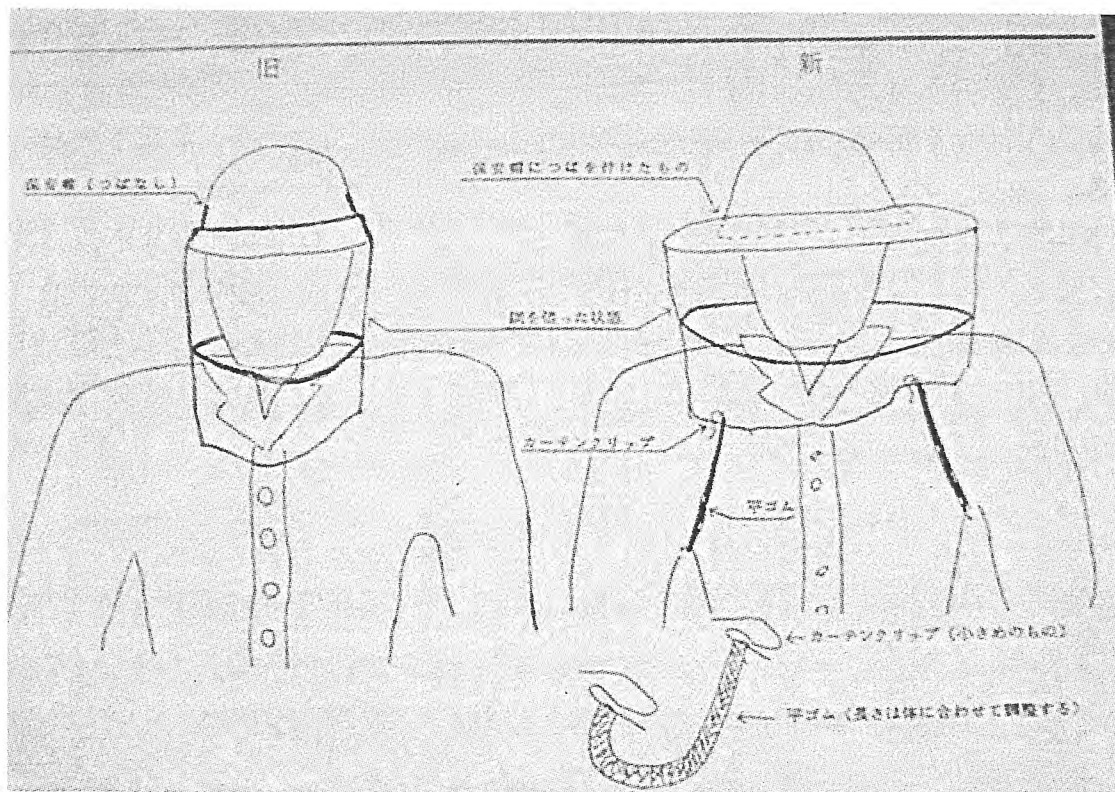 旧
新
保安帽（つばなし）
保安帽につばを付けたもの
網を張った状態
カーテンクリップ
平ゴム
カーテンクリップ（小さめのもの）
平ゴム（長さは体に合わせて調整する）